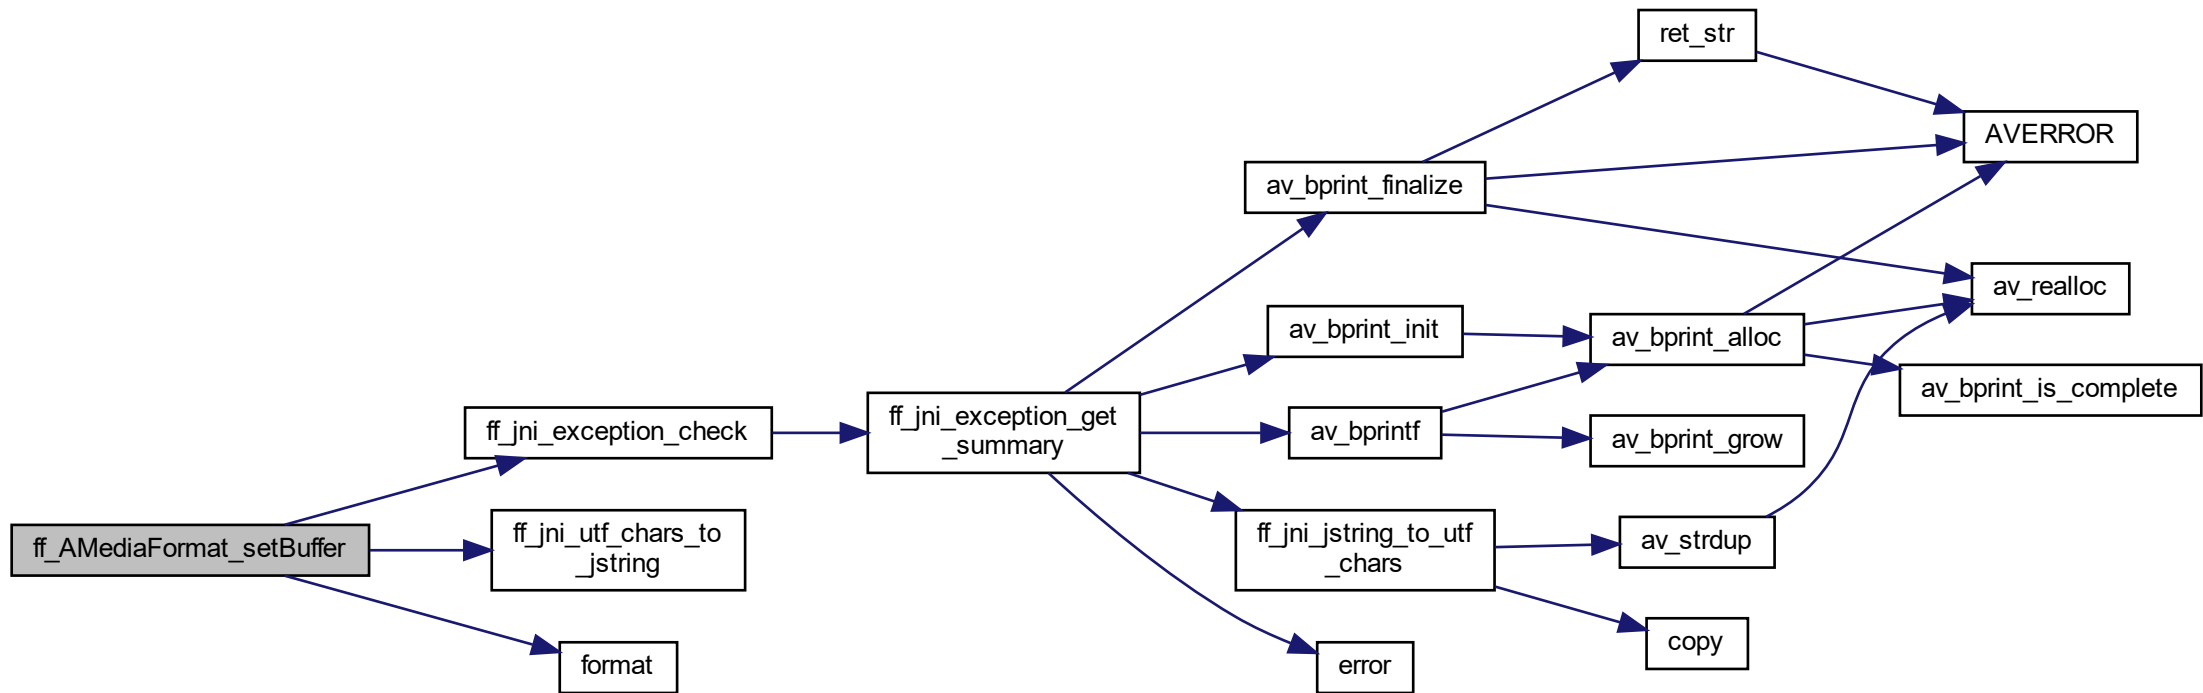 ret_str
AVERROR
av_bprint_finalize
av_realloc
av_bprint_init
av_bprint_alloc
av_bprint_is_complete
ff_jni_exception_get
_summary
ff_jni_exception_check
av_bprintf
av_bprint_grow
ff_AMediaFormat_setBuffer
ff_jni_utf_chars_to
_jstring
ff_jni_jstring_to_utf
_chars
av_strdup
copy
format
error